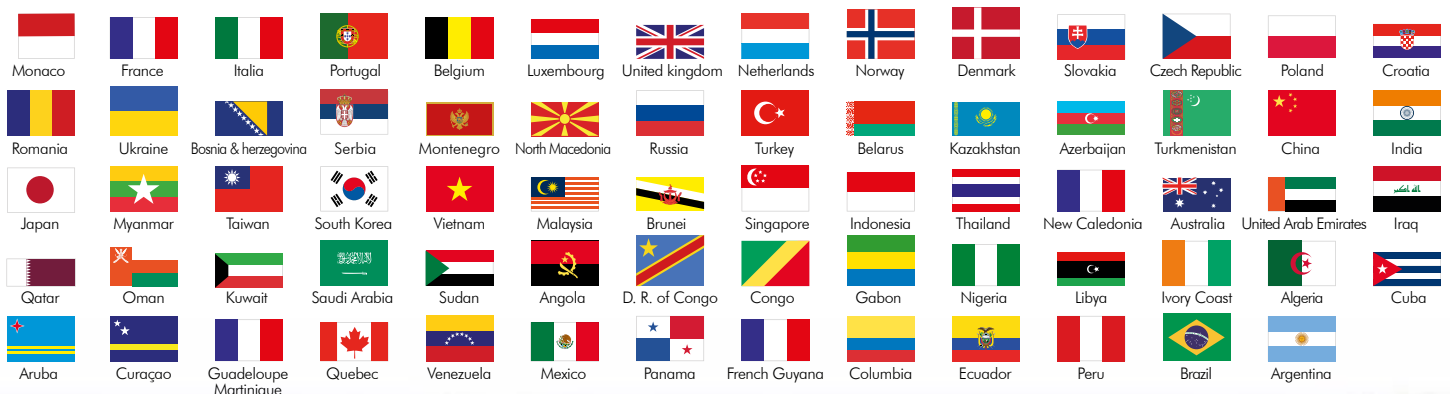 Monaco France Italia Portugal Belgium Luxembourg United kingdom Netherlands Norway Denmark Slovakia Czech Republic Poland Croatia
Romania Ukraine Bosnia & herzegovina Serbia Montenegro North Macedonia Russia Turkey Belarus Kazakhstan Azerbaijan Turkmenistan China India
Japan Myanmar Taiwan South Korea Vietnam Malaysia Brunei Singapore Indonesia Thailand New Caledonia Australia United Arab Emirates Iraq
Qatar Oman Kuwait Saudi Arabia Sudan Angola D. R. of Congo Congo Gabon Nigeria Libya Ivory Coast Algeria Cuba
Aruba Curaçao Guadeloupe Quebec Venezuela Mexico Panama French Guyana Columbia Ecuador Peru Brazil Argentina
Martinique